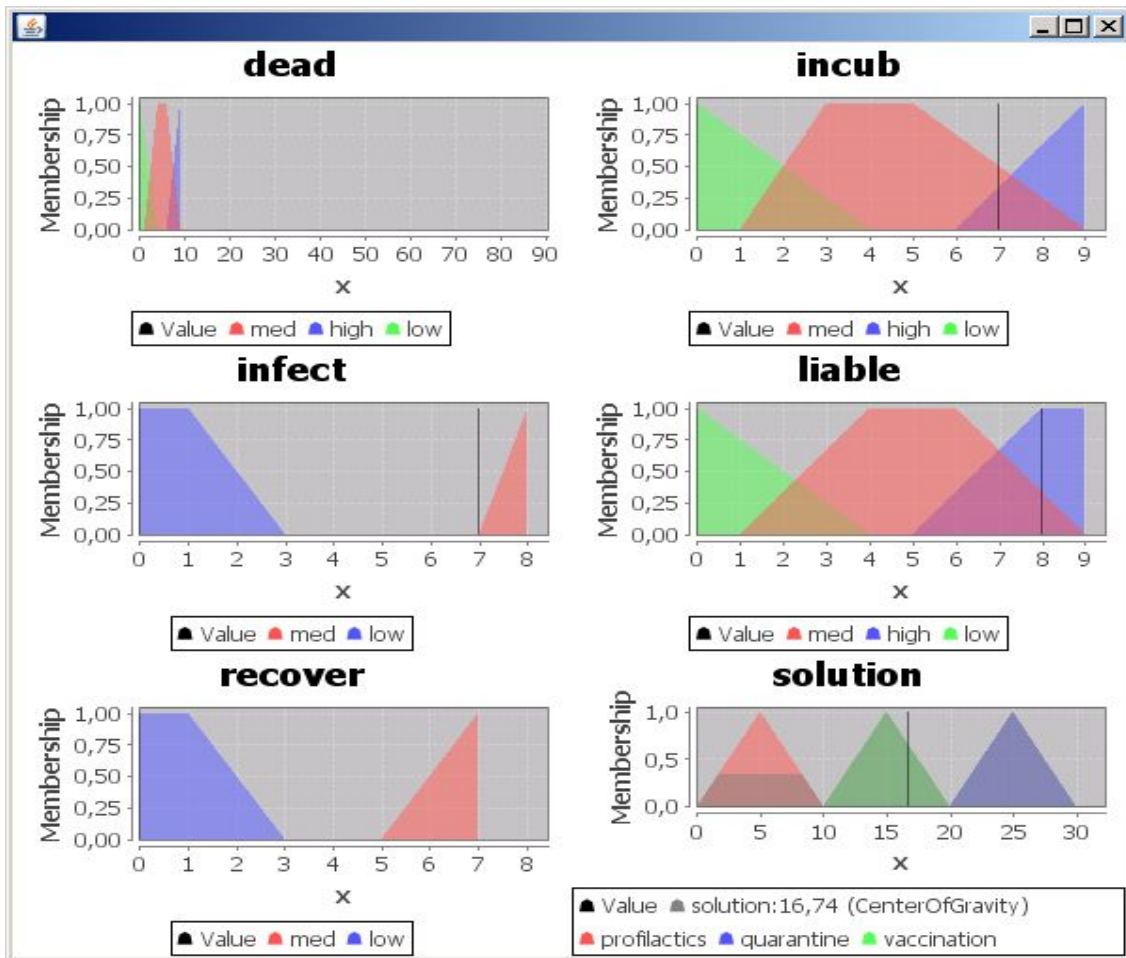 dead
Membership
1,00
0,75
0,50
0,25
0,00
0 10 20 30 40 50 60 70 80 90
x
Value med high low
incub
Membership
1,00
0,75
0,50
0,25
0,00
0 1 2 3 4 5 6 7 8 9
x
Value med high low
infect
Membership
1,00
0,75
0,50
0,25
0,00
0 1 2 3 4 5 6 7 8
x
Value med low
liable
Membership
1,00
0,75
0,50
0,25
0,00
0 1 2 3 4 5 6 7 8 9
x
Value med high low
recover
Membership
1,00
0,75
0,50
0,25
0,00
0 1 2 3 4 5 6 7 8
x
Value med low
solution
Membership
1,0
0,5
0,0
0 5 10 15 20 25 30
x
Value solution:16,74 (CenterOfGravity)
profilactics quarantine vaccination